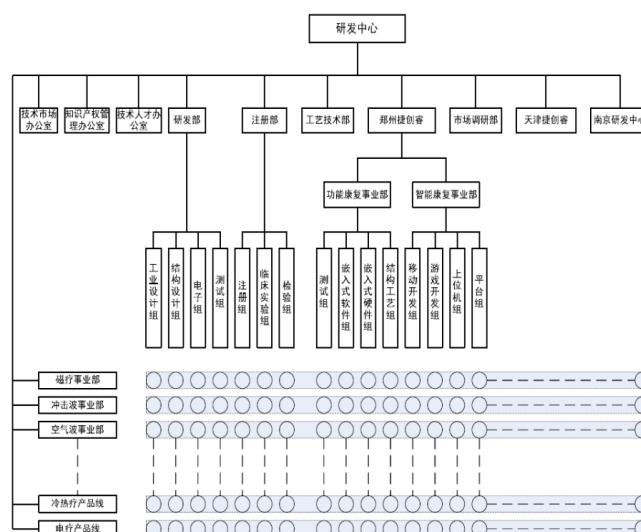 研发中心
技术市场
办公室
知识产权管
理办公室
技术人才办
公室
研发部
注册部
工艺技术部
郑州捷创睿
市场调研部
天津捷创睿
南京研发中心
功能康复事业部
智能康复事业部
工业设计组
结构设计组
电子组
测试组
注册组
临床实验组
检验组
测试组
嵌入式软件组
嵌入式硬件组
结构工艺组
移动开发组
游戏开发组
上位机组
平台组
磁疗事业部
冲击波事业部
空气波事业部
冷热疗产品线
电疗产品线